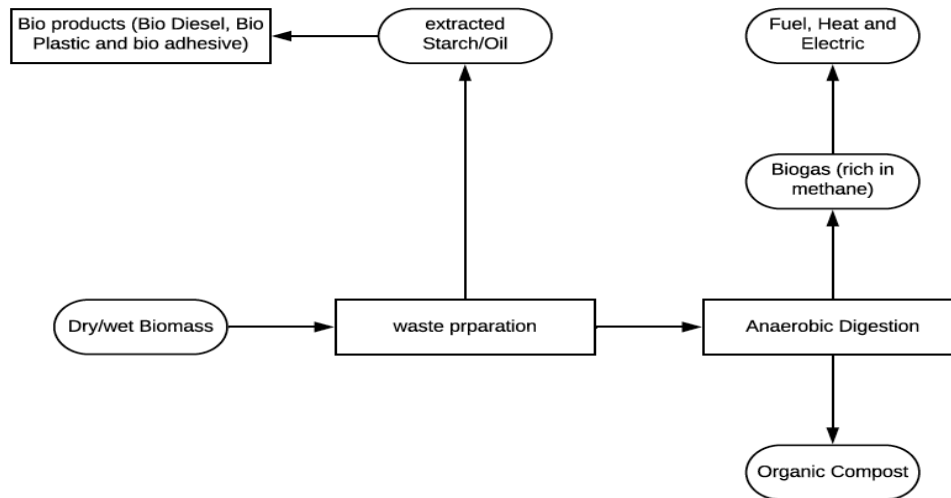 Bio products (Bio Diesel, Bio
Plastic and bio adhesive)
extracted
Starch/Oil
Fuel, Heat and
Electric
Biogas (rich in
methane)
Dry/wet Biomass
waste prparation
Anaerobic Digestion
Organic Compost